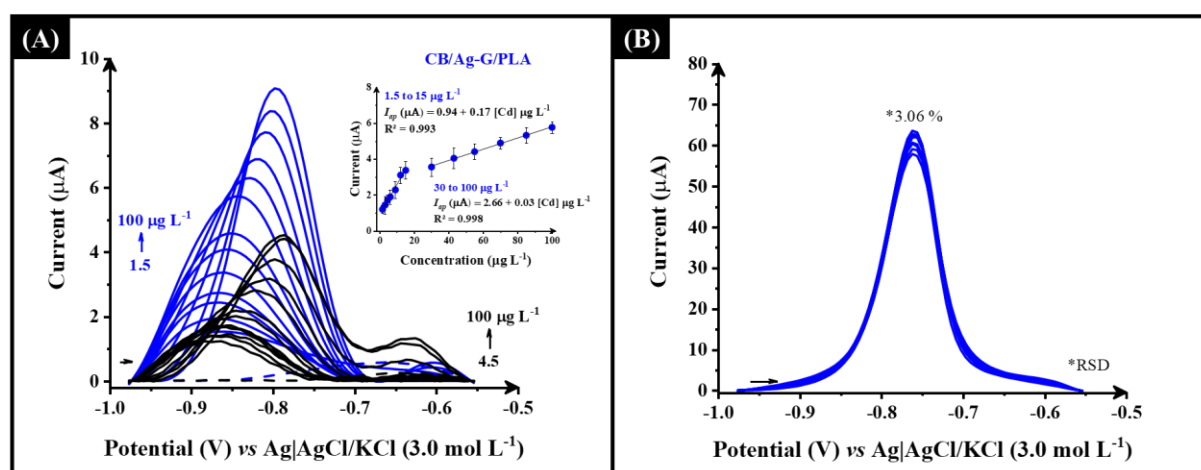 (A)
10
8
6
4
2
0
Current (µA)
100 µg L⁻¹
1.5
100 µg L⁻¹
4.5
-1.0
-0.9
-0.8
-0.7
-0.6
-0.5
Potential (V) vs Ag|AgCl/KCl (3.0 mol L⁻¹)
CB/Ag-G/PLA
8
6
4
2
0
Current (µA)
1.5 to 15 µg L⁻¹
Iap (µA) = 0.94 + 0.17 [Cd] µg L⁻¹
R² = 0.993
30 to 100 µg L⁻¹
Iap (µA) = 2.66 + 0.03 [Cd] µg L⁻¹
R² = 0.998
0
20
40
60
80
100
Concentration (µg L⁻¹)
(B)
80
70
60
50
40
30
20
10
0
Current (µA)
*3.06 %
*RSD
-1.0
-0.9
-0.8
-0.7
-0.6
-0.5
Potential (V) vs Ag|AgCl/KCl (3.0 mol L⁻¹)